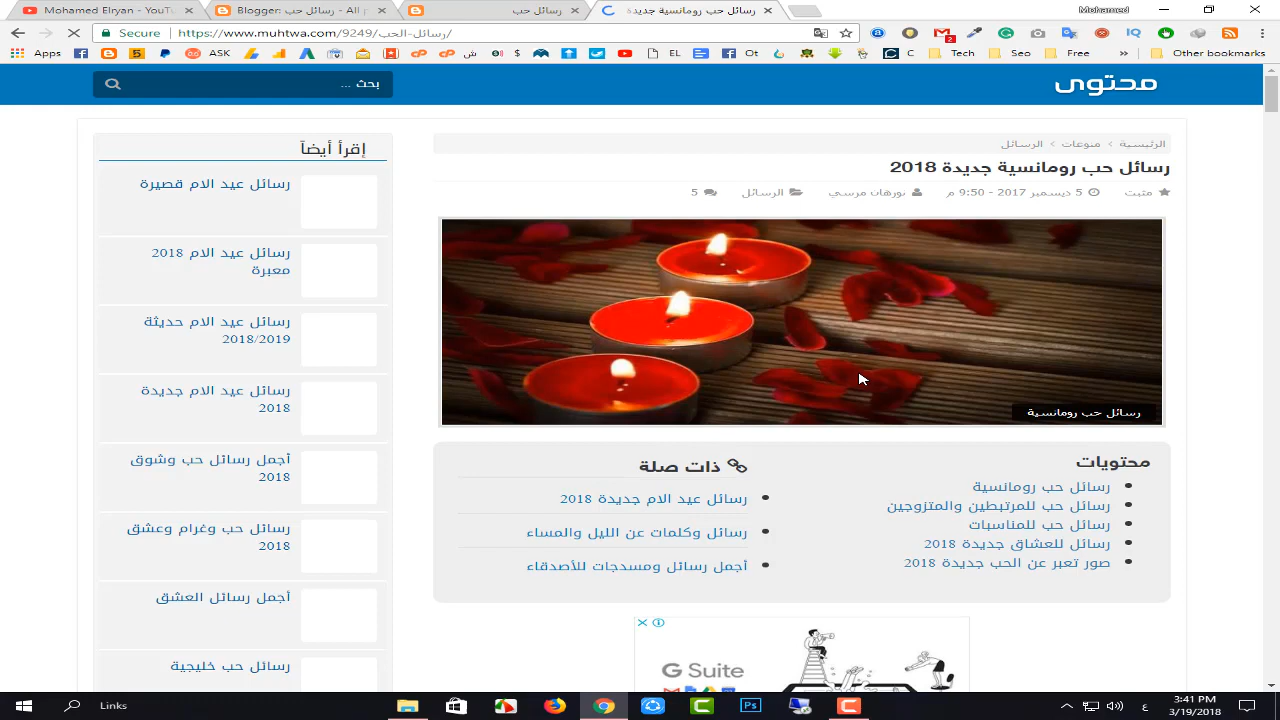 Mohamed Elryan - YouTu
Blogger: رسائل حب - All p
رسائل حب
رسائل حب رومانسية جديدة
Mohamed
Secure
https://www.muhtwa.com/9249/رسائل-الحب/
Apps
ASK
ش
EL
Ot
C
Tech
Seo
Free
Other bookmarks
محتوى
بحث ...
الرئيسية > منوعات > الرسائل
رسائل حب رومانسية جديدة 2018
مثبت
5 ديسمبر 2017 - 9:50 م
نورهان مرسي
الرسائل
5
رسائل حب رومانسية
محتويات
رسائل حب رومانسية
رسائل حب للمرتبطين والمتزوجين
رسائل حب للمناسبات
رسائل للعشاق جديدة 2018
صور تعبر عن الحب جديدة 2018
ذات صلة
رسائل عيد الام جديدة 2018
رسائل وكلمات عن الليل والمساء
أجمل رسائل ومسدجات للأصدقاء
G Suite
إقرأ أيضاً
رسائل عيد الام قصيرة
رسائل عيد الام 2018
معبرة
رسائل عيد الام حديثة
2018/2019
رسائل عيد الام جديدة
2018
أجمل رسائل حب وشوق
2018
رسائل حب وغرام وعشق
2018
أجمل رسائل العشق
رسائل حب خليجية
Links
Ps
ع
3:41 PM
3/19/2018